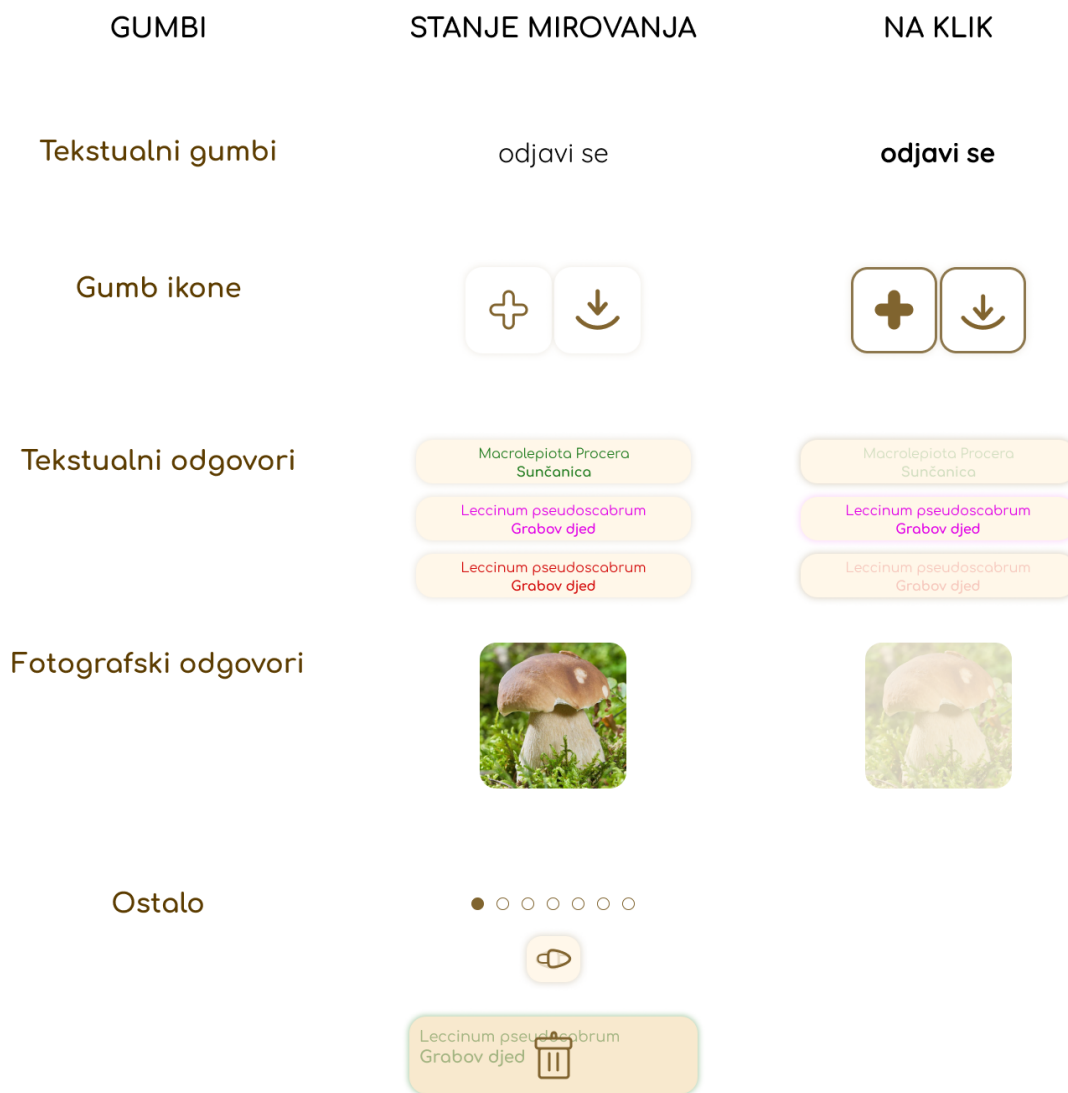 GUMBI
STANJE MIROVANJA
NA KLIK
Tekstualni gumbi
odjavi se
odjavi se
Gumb ikone
Tekstualni odgovori
Macrolepiota Procera
Sunčanica
Leccinum pseudoscabrum
Grabov djed
Leccinum pseudoscabrum
Grabov djed
Macrolepiota Procera
Sunčanica
Leccinum pseudoscabrum
Grabov djed
Leccinum pseudoscabrum
Grabov djed
Fotografski odgovori
Ostalo
Leccinum pseudoscabrum
Grabov djed